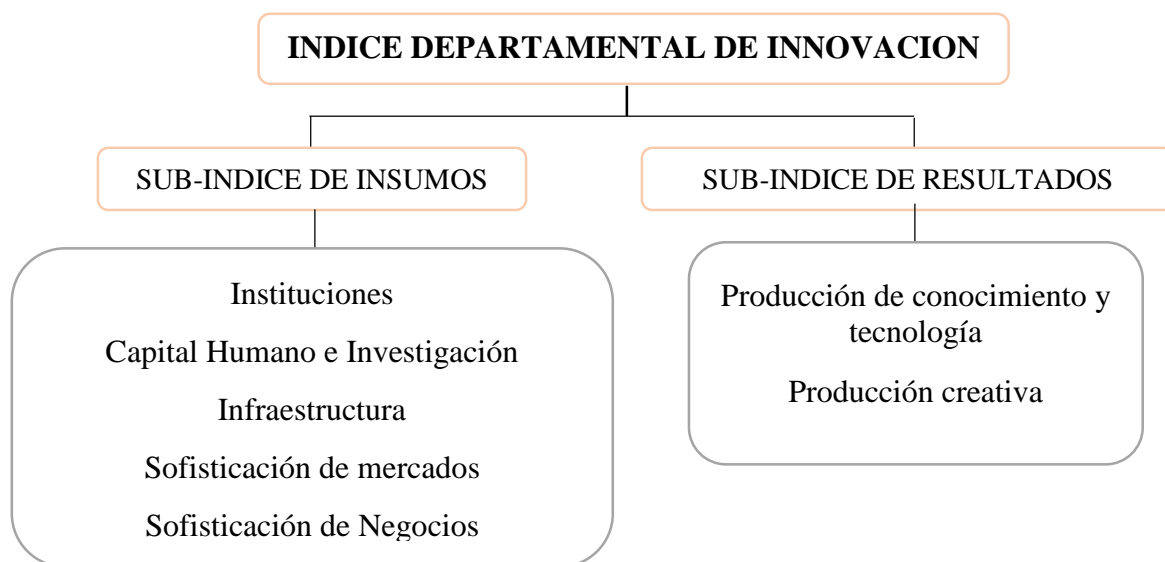 INDICE DEPARTAMENTAL DE INNOVACION
SUB-INDICE DE INSUMOS
SUB-INDICE DE RESULTADOS
Instituciones
Capital Humano e Investigación
Infraestructura
Sofisticación de mercados
Sofisticación de Negocios
Producción de conocimiento y
tecnología
Producción creativa